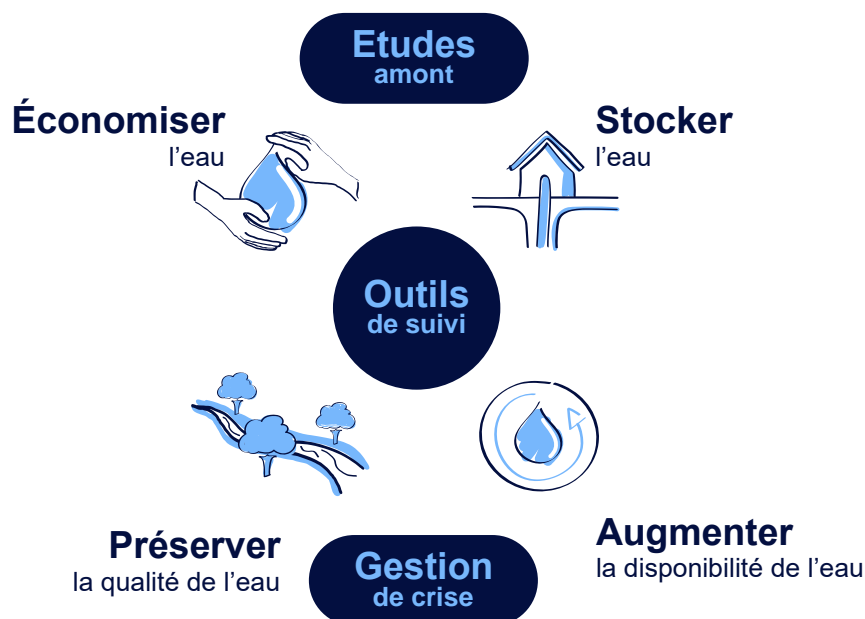 Etudes
amont
Économiser
l'eau
Stocker
l'eau
Outils
de suivi
Préserver
la qualité de l'eau
Gestion
de crise
Augmenter
la disponibilité de l'eau